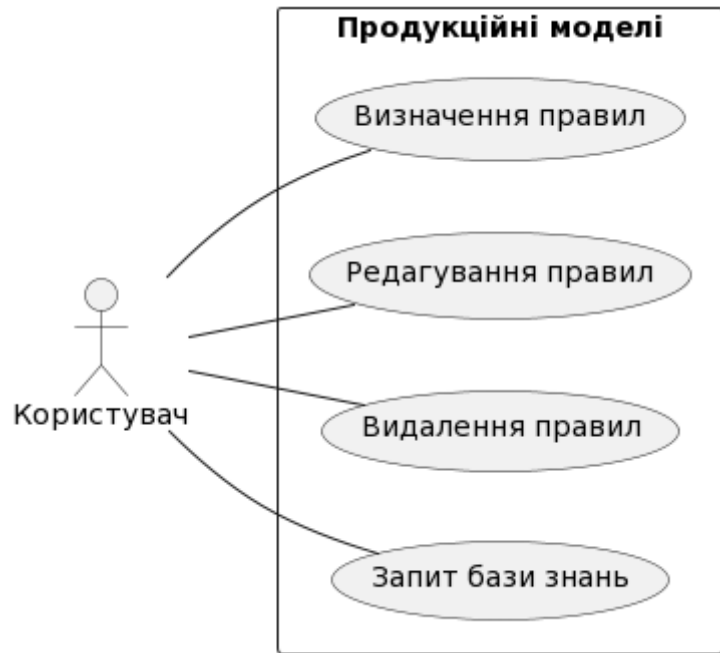 Продукційні моделі
Визначення правил
Редагування правил
Користувач
Видалення правил
Запит бази знань